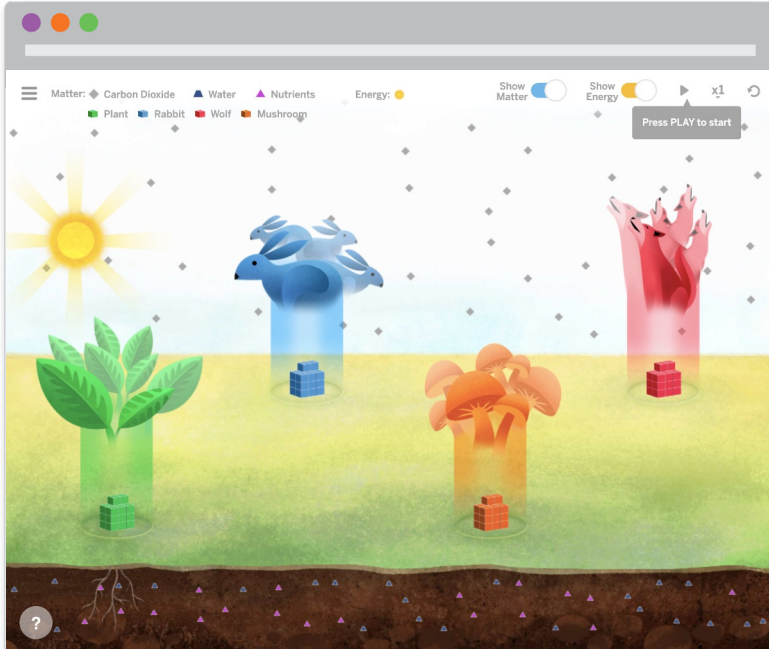 Matter: Carbon Dioxide Water Nutrients Energy:
Plant Rabbit Wolf Mushroom
Show Matter
Show Energy
x1
Press PLAY to start
?